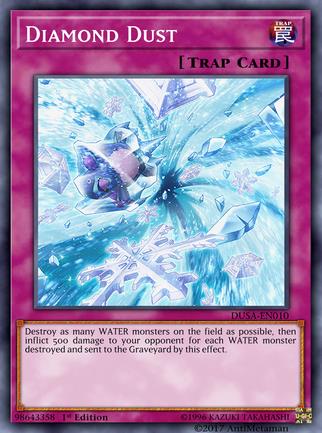 DIAMOND DUST
TRAP
罠
[TRAP CARD]
DUSA-EN010
Destroy as many WATER monsters on the field as possible, then
inflict 500 damage to your opponent for each WATER monster
destroyed and sent to the Graveyard by this effect.
98643358 1st Edition ©1996 KAZUKI TAKAHASHI
©2017 AntiMetaman